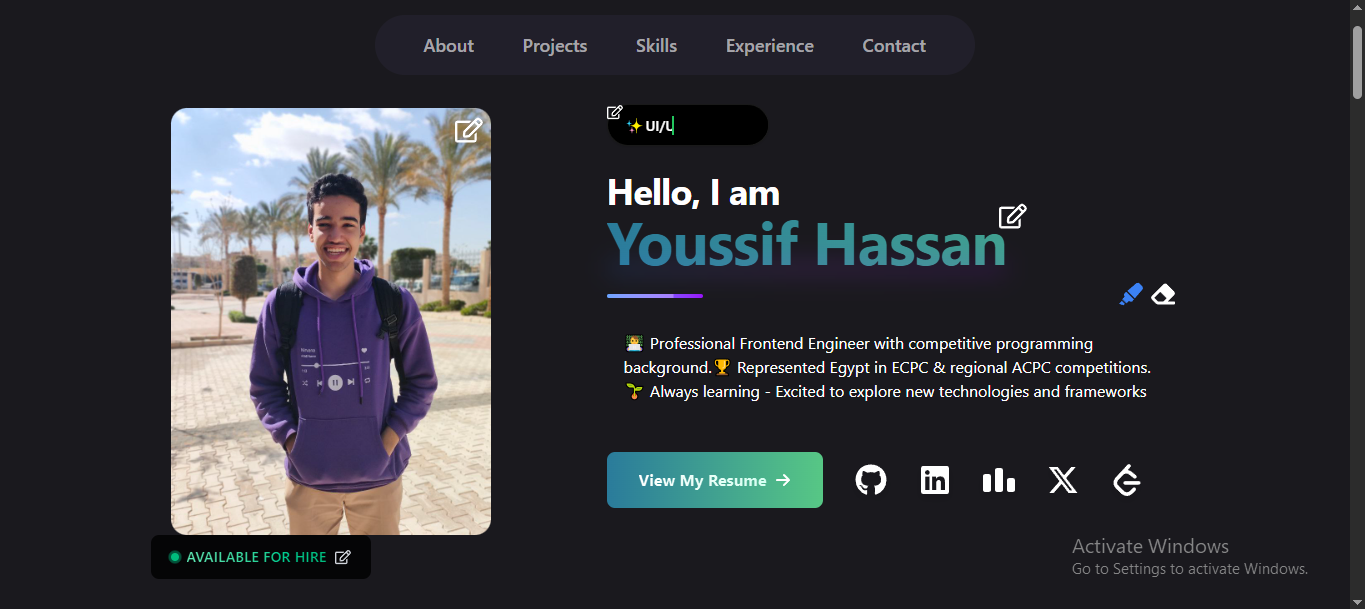 About Projects Skills Experience Contact
✨ UI/U
Hello, I am
Youssif Hassan
👨‍💻 Professional Frontend Engineer with competitive programming
background.🏆 Represented Egypt in ECPC & regional ACPC competitions.
🌱 Always learning - Excited to explore new technologies and frameworks
View My Resume →
in
AVAILABLE FOR HIRE
Activate Windows
Go to Settings to activate Windows.